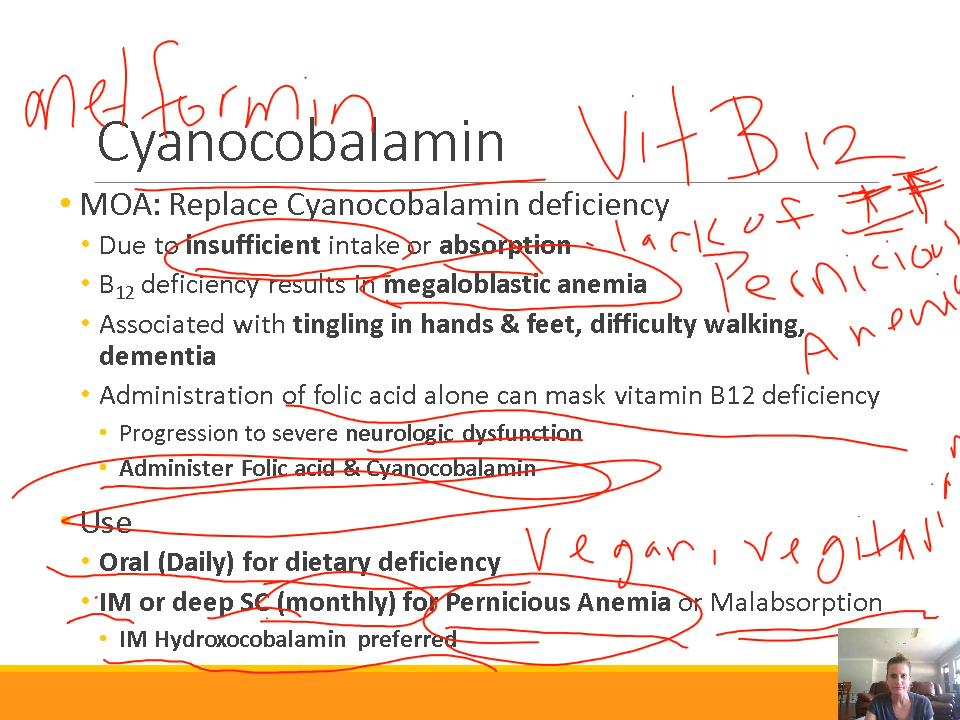 metformin
Cyanocobalamin
Vit B12
• MOA: Replace Cyanocobalamin deficiency
• Due to insufficient intake or absorption
lack of
• B12 deficiency results in megaloblastic anemia
Pernicious
• Associated with tingling in hands & feet, difficulty walking,
dementia
• Administration of folic acid alone can mask vitamin B12 deficiency
• Progression to severe neurologic dysfunction
• Administer Folic acid & Cyanocobalamin
• Use
• Oral (Daily) for dietary deficiency
Vegan,
• IM or deep SC (monthly) for Pernicious Anemia or Malabsorption
• IM Hydroxocobalamin preferred